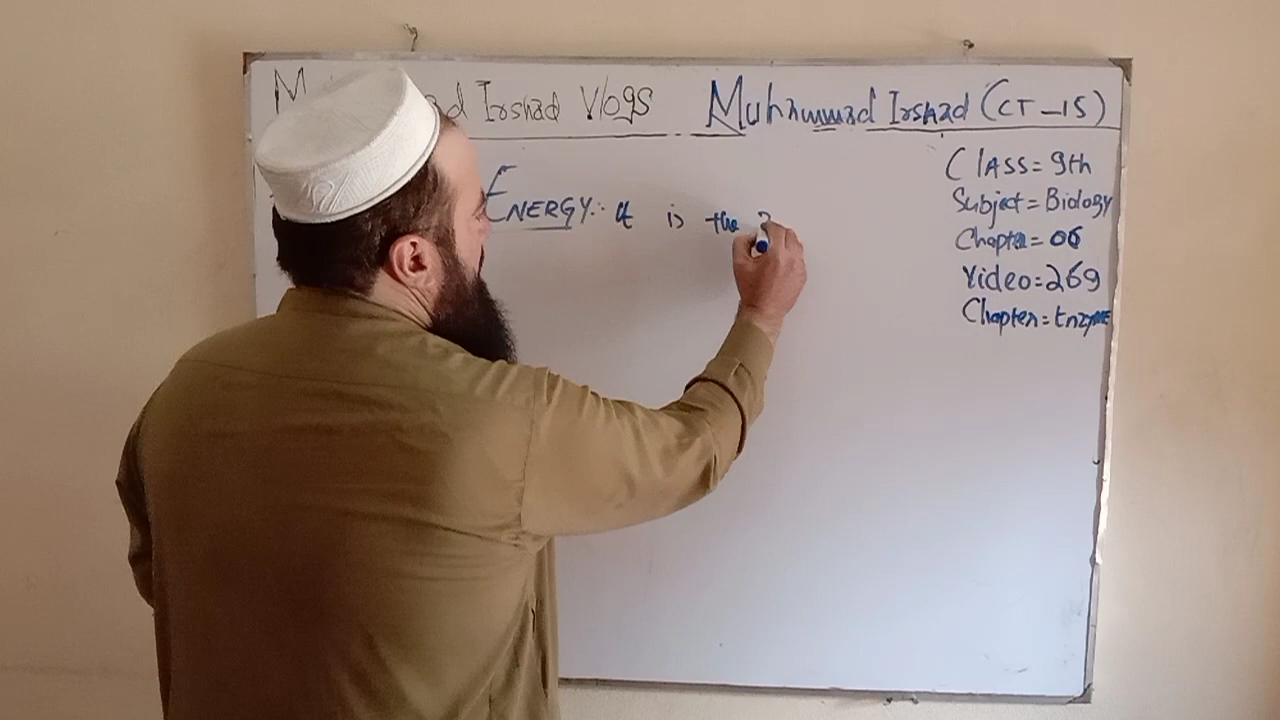 Irshad Vlogs Muhammad Irshad (CT-15)
Class= 9th
Subject= Biology
Chapter= 06
Video=269
Chapter= Enzyme
ENERGY:- it is the